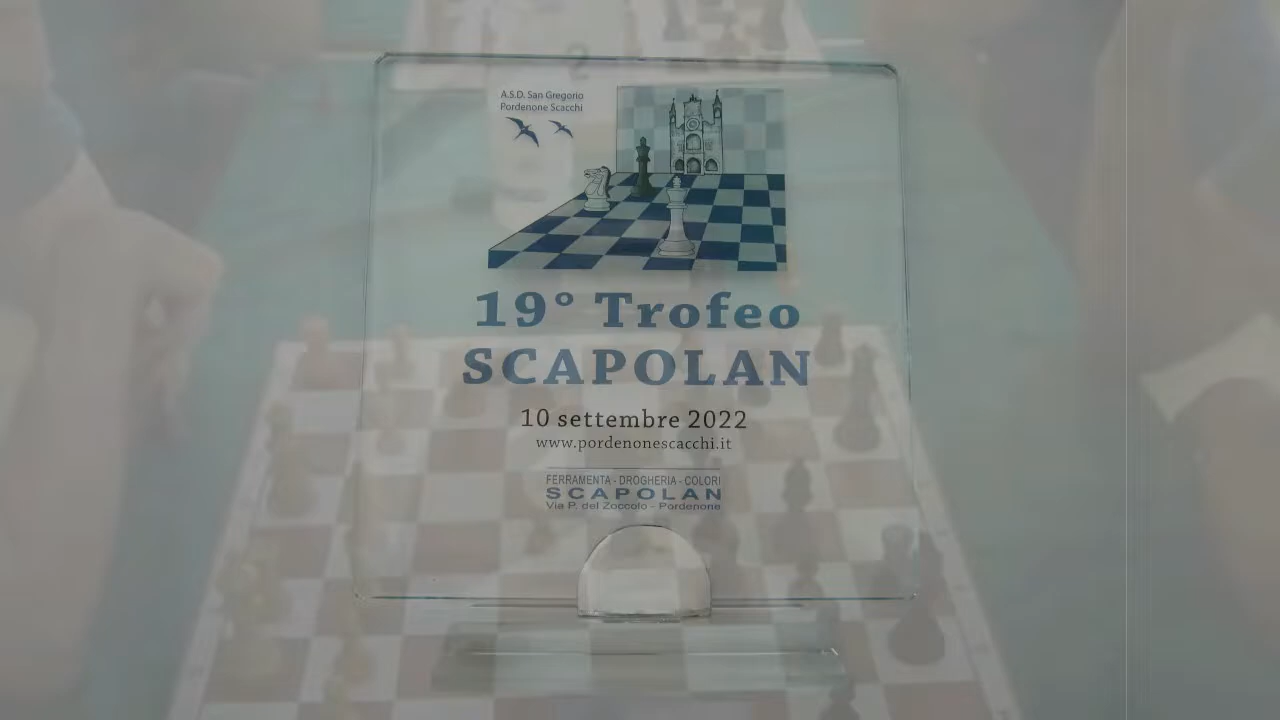 2
A.S.D. San Gregorio
Pordenone Scacchi
19° Trofeo
SCAPOLAN
10 settembre 2022
www.pordenonescacchi.it
FERRAMENTA - DROGHERIA - COLORI
SCAPOLAN
Via P. del Zoccolo - Pordenone